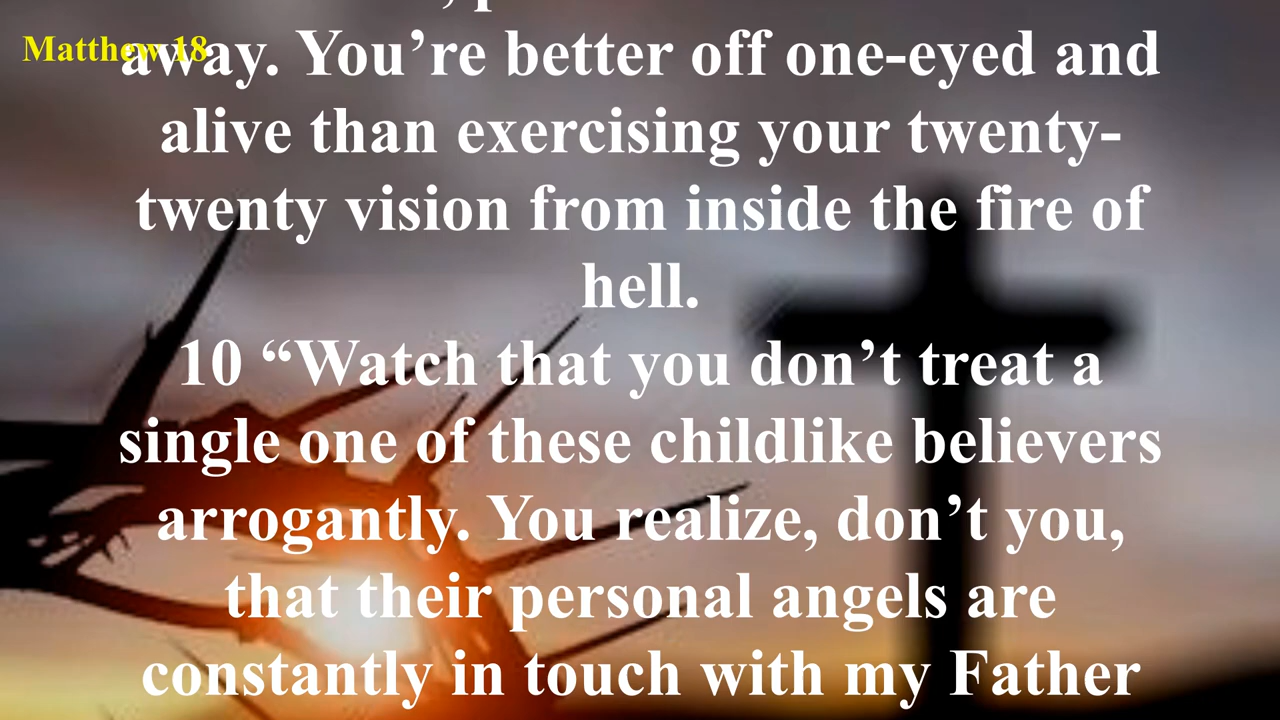 Matthew 18
away. You’re better off one-eyed and
alive than exercising your twenty-
twenty vision from inside the fire of
hell.
10 “Watch that you don’t treat a
single one of these childlike believers
arrogantly. You realize, don’t you,
that their personal angels are
constantly in touch with my Father